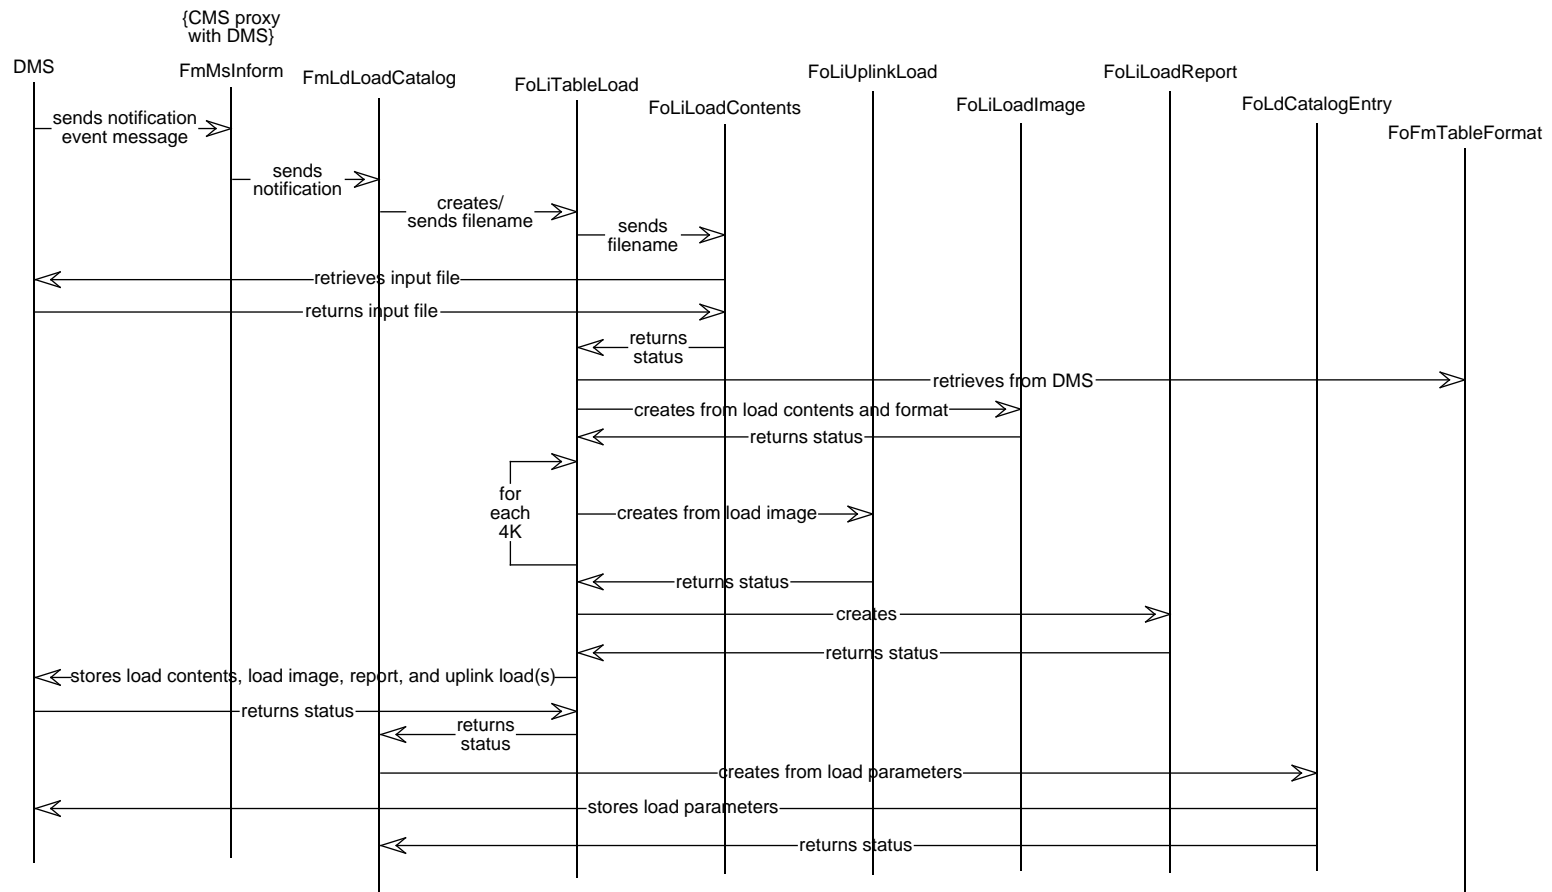 {CMS proxy
with DMS}
DMS
FmMsInform
FmLdLoadCatalog
FoLiTableLoad
FoLiLoadContents
FoLiUplinkLoad
FoLiLoadImage
FoLiLoadReport
FoLdCatalogEntry
FoFmTableFormat
sends notification
event message
sends
notification
creates/
sends filename
sends
filename
retrieves input file
returns input file
returns
status
retrieves from DMS
creates from load contents and format
returns status
for
each
4K
creates from load image
returns status
creates
returns status
stores load contents, load image, report, and uplink load(s)
returns status
returns
status
creates from load parameters
stores load parameters
returns status